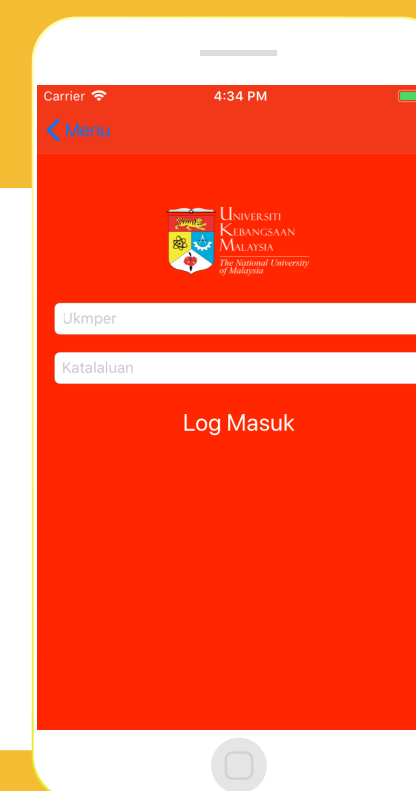 Carrier 4:34 PM
Menu
Universiti
Kebangsaan
Malaysia
The National University
of Malaysia
Ukmper
Katalaluan
Log Masuk